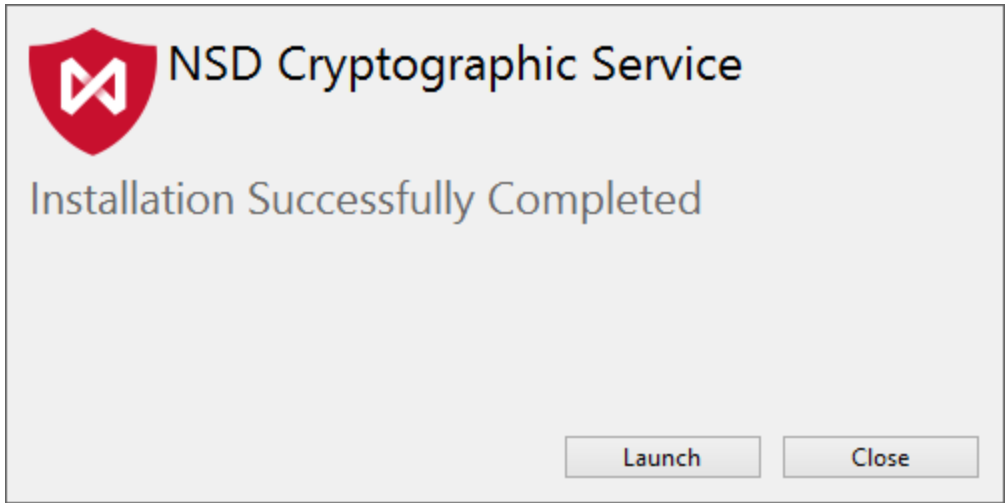 NSD Cryptographic Service
Installation Successfully Completed
Launch
Close